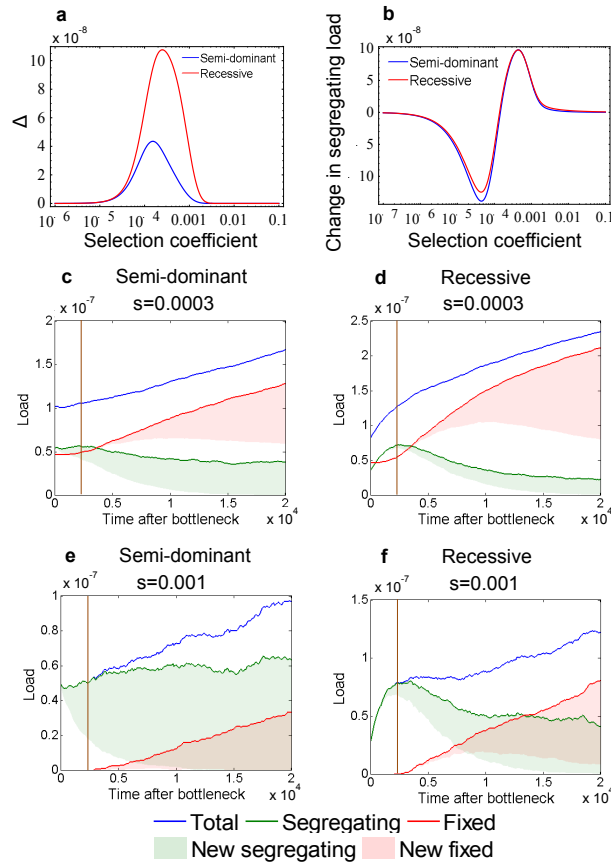 a
x 10^-8
10
8
6
4
2
0
Δ
Semi-dominant
Recessive
10^-6 10^-5 10^-4 0.001 0.01 0.1
Selection coefficient
b
x 10^-8
10
5
0
5
10
Change in segregating load
Semi-dominant
Recessive
10^-7 10^-6 10^-5 10^-4 0.001 0.01 0.1
Selection coefficient
c
Semi-dominant
s=0.0003
x 10^-7
2
1.5
1
0.5
0
Load
0 0.5 1 1.5 2
Time after bottleneck
x 10^4
d
Recessive
s=0.0003
x 10^-7
2.5
2
1.5
1
0.5
0
Load
0 0.5 1 1.5 2
Time after bottleneck
x 10^4
e
Semi-dominant
s=0.001
x 10^-7
1
0.8
0.6
0.4
0.2
0
Load
0 0.5 1 1.5 2
Time after bottleneck
x 10^4
f
Recessive
s=0.001
x 10^-7
1.5
1
0.5
0
Load
0 0.5 1 1.5 2
Time after bottleneck
x 10^4
Total Segregating Fixed
New segregating New fixed